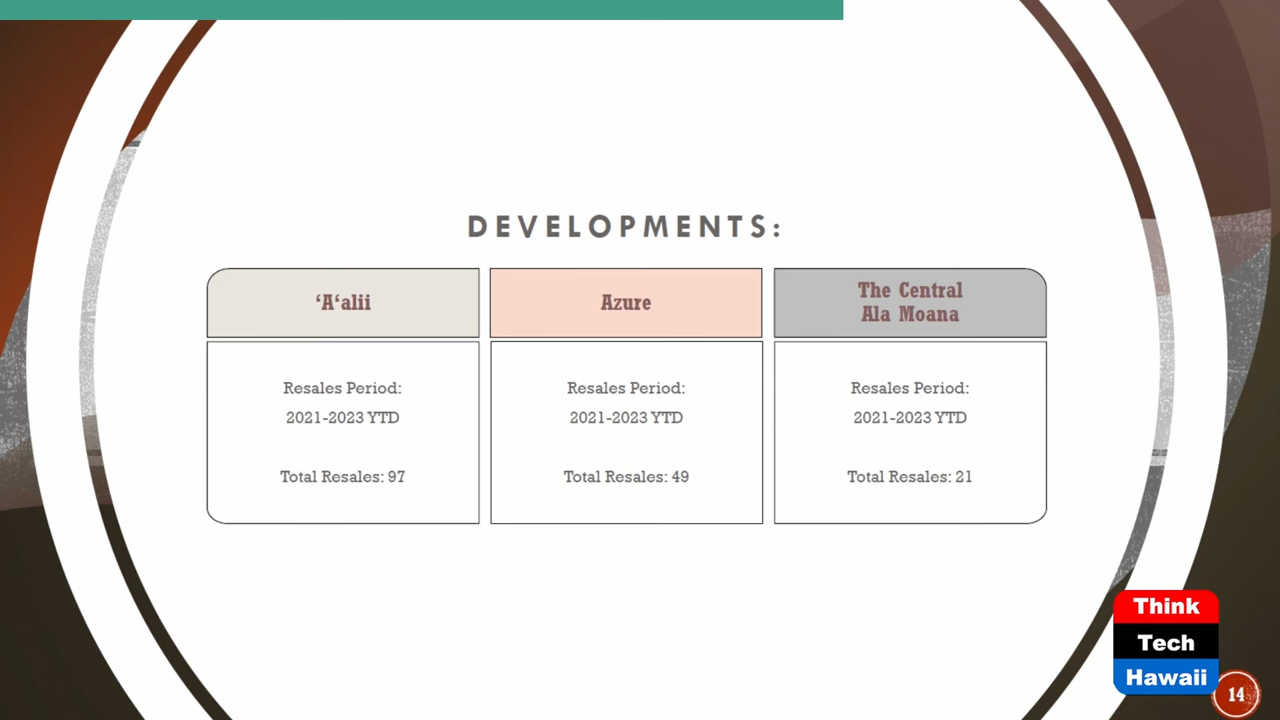 DEVELOPMENTS:
‘A‘alii
Azure
The Central
Ala Moana
Resales Period:
2021-2023 YTD
Total Resales: 97
Resales Period:
2021-2023 YTD
Total Resales: 49
Resales Period:
2021-2023 YTD
Total Resales: 21
Think
Tech
Hawaii
14